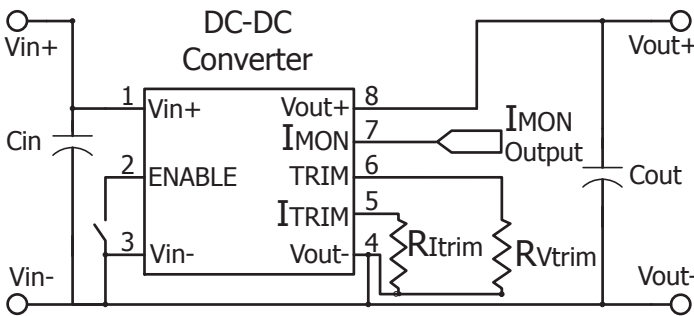 DC-DC
Converter
Vin+
Vout+
1
Vin+
Vout+
8
IMON
7
IMON
Output
Cin
2
ENABLE
TRIM
6
Cout
ITRIM
5
3
Vin-
Vout-
4
RItrim
RVtrim
Vin-
Vout-